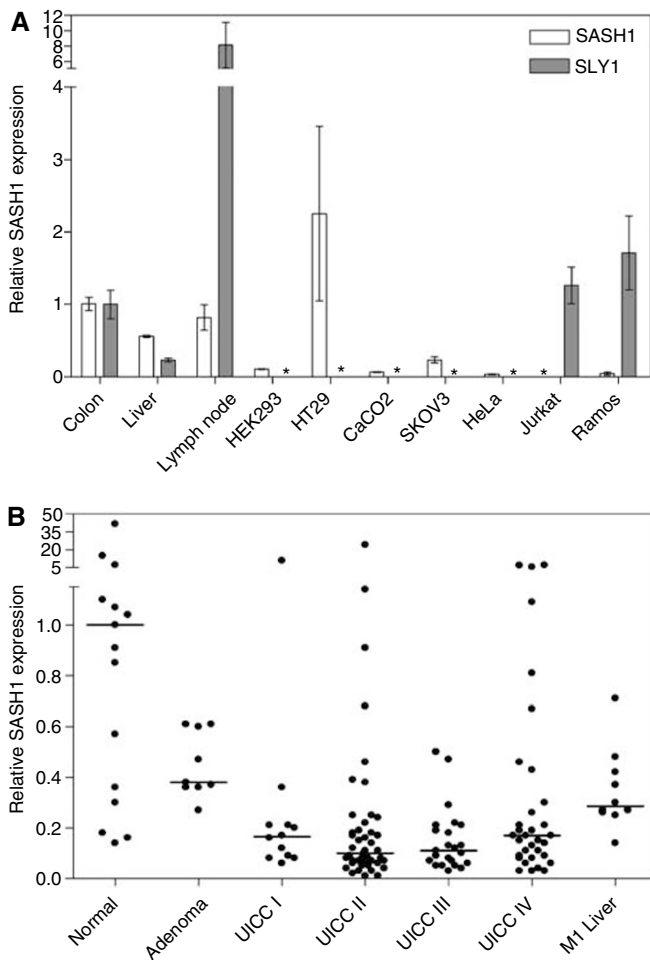 A
Relative SASH1 expression
12
10
8
6
4
2
1
0
SASH1
SLY1
* * * * * *
Colon
Liver
Lymph node
HEK293
HT29
CaCO2
SKOV3
HeLa
Jurkat
Ramos
B
Relative SASH1 expression
50
35
20
5
1.0
0.8
0.6
0.4
0.2
0.0
Normal
Adenoma
UICC I
UICC II
UICC III
UICC IV
M1 Liver